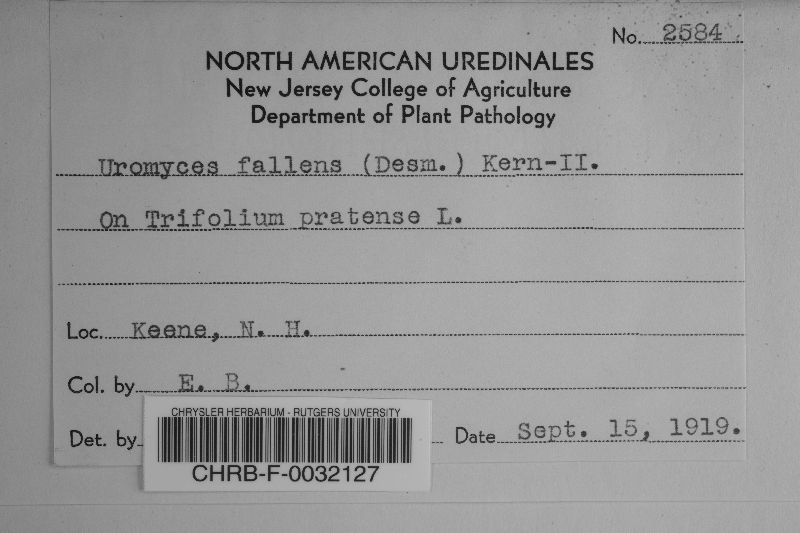 No. 2584
NORTH AMERICAN UREDINALES
New Jersey College of Agriculture
Department of Plant Pathology
Uromyces fallens (Desm.) Kern-II.
On Trifolium pratense L.
Loc. Keene, N. H.
Col. by E. B.
Det. by
Date Sept. 15, 1919.
CHRYSLER HERBARIUM - RUTGERS UNIVERSITY
CHRB-F-0032127